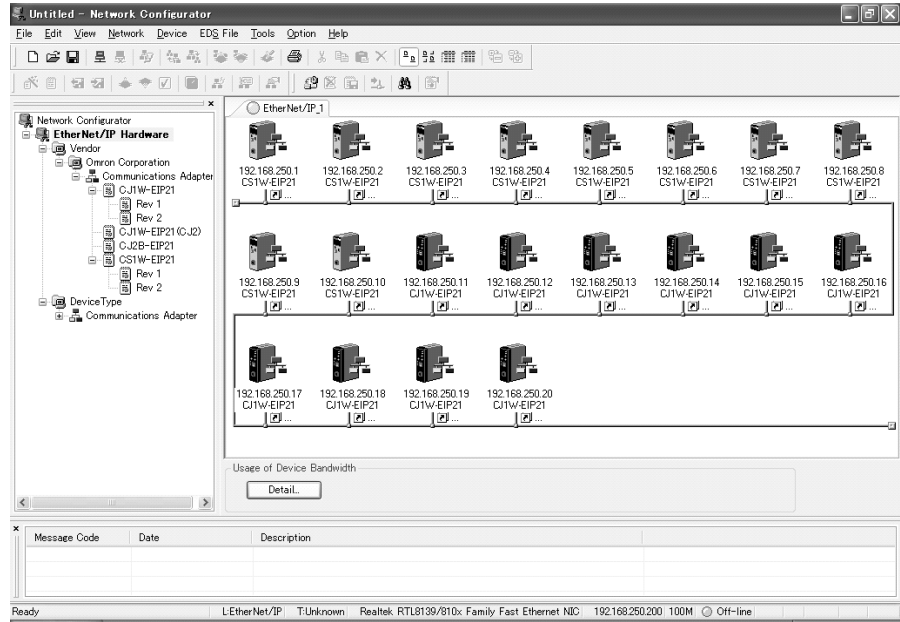 Untitled - Network Configurator
File Edit View Network Device EDS File Tools Option Help
Network Configurator
EtherNet/IP Hardware
Vendor
Omron Corporation
Communications Adapter
CJ1W-EIP21
Rev 1
Rev 2
CJ1W-EIP21(CJ2)
CJ2B-EIP21
CS1W-EIP21
Rev 1
Rev 2
DeviceType
Communications Adapter
EtherNet/IP_1
192.168.250.1 192.168.250.2 192.168.250.3 192.168.250.4 192.168.250.5 192.168.250.6 192.168.250.7 192.168.250.8
CS1W-EIP21 CS1W-EIP21 CS1W-EIP21 CS1W-EIP21 CS1W-EIP21 CS1W-EIP21 CS1W-EIP21 CS1W-EIP21
... ... ... ... ... ... ... ...
192.168.250.9 192.168.250.10 192.168.250.11 192.168.250.12 192.168.250.13 192.168.250.14 192.168.250.15 192.168.250.16
CS1W-EIP21 CS1W-EIP21 CJ1W-EIP21 CJ1W-EIP21 CJ1W-EIP21 CJ1W-EIP21 CJ1W-EIP21 CJ1W-EIP21
... ... ... ... ... ... ... ...
192.168.250.17 192.168.250.18 192.168.250.19 192.168.250.20
CJ1W-EIP21 CJ1W-EIP21 CJ1W-EIP21 CJ1W-EIP21
... ... ... ...
Usage of Device Bandwidth
Detail...
Message Code Date Description
Ready L:EtherNet/IP T:Unknown Realtek RTL8139/810x Family Fast Ethernet NIC 192.168.250.200 100M Off-line